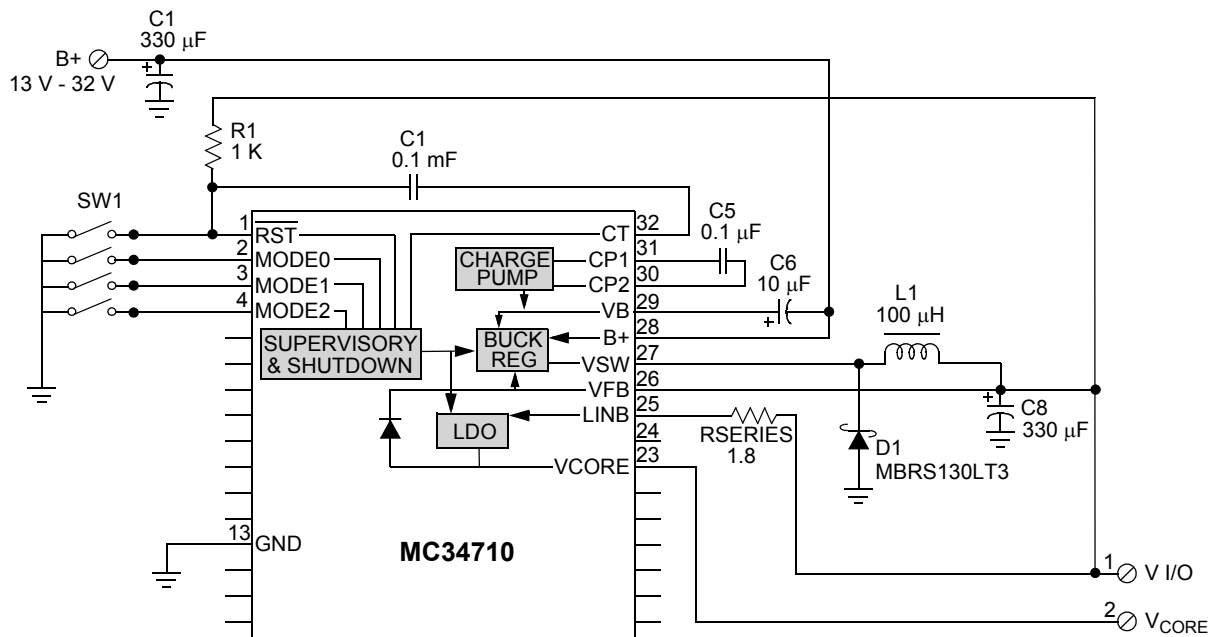 C1
330 μF
B+
13 V - 32 V
R1
1 K
C1
0.1 mF
SW1
1
RST
2
MODE0
3
MODE1
4
MODE2
SUPERVISORY
& SHUTDOWN
13
GND
CHARGE
PUMP
BUCK
REG
LDO
MC34710
32
CT
31
CP1
30
CP2
29
VB
28
B+
27
VSW
26
VFB
25
LINB
24
23
VCORE
C5
0.1 μF
C6
10 μF
L1
100 μH
RSERIES
1.8
D1
MBRS130LT3
C8
330 μF
1
V I/O
2
VCORE